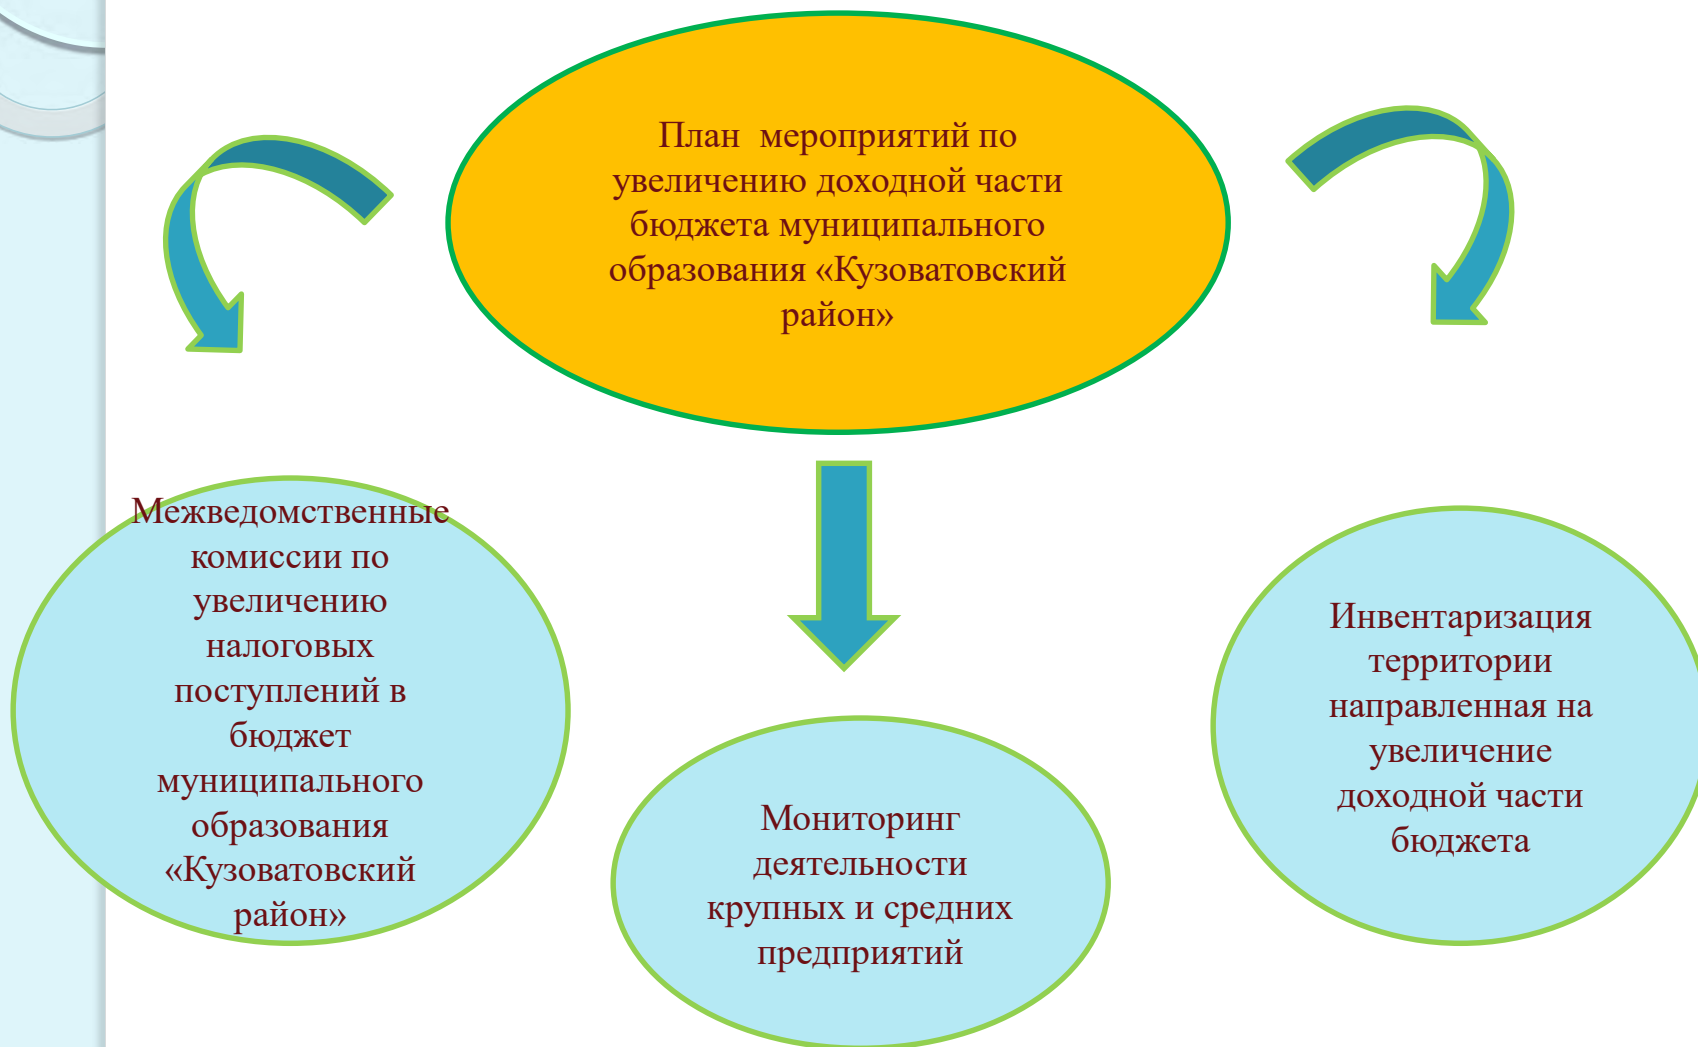 План мероприятий по
увеличению доходной части
бюджета муниципального
образования «Кузоватовский
район»
Межведомственные
комиссии по
увеличению
налоговых
поступлений в
бюджет
муниципального
образования
«Кузоватовский
район»
Мониторинг
деятельности
крупных и средних
предприятий
Инвентаризация
территории
направленная на
увеличение
доходной части
бюджета